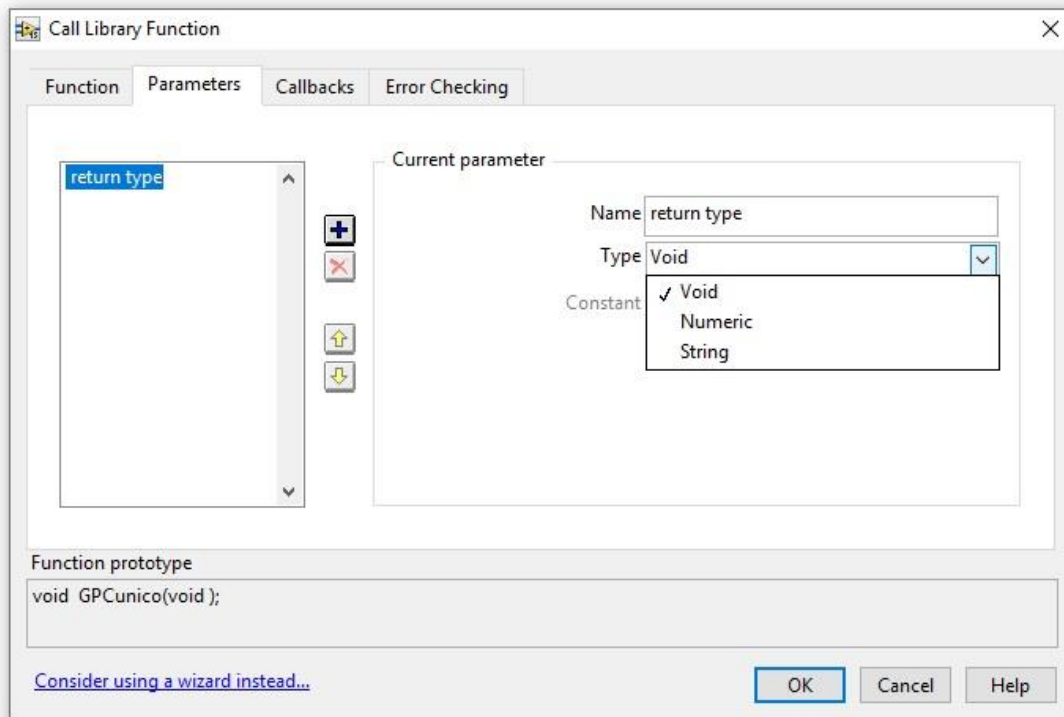 Call Library Function
Function Parameters Callbacks Error Checking
return type
Current parameter
Name return type
Type Void
Constant
✓ Void
Numeric
String
Function prototype
void GPCunico(void );
Consider using a wizard instead...
OK Cancel Help